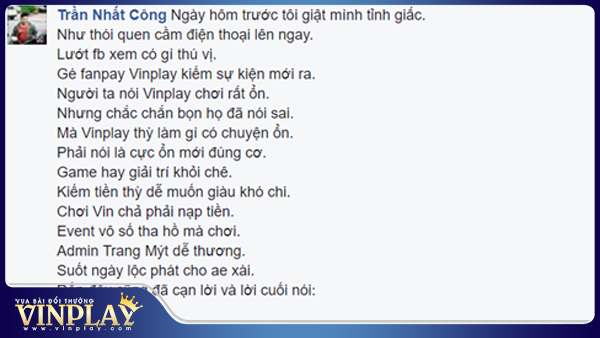 Trần Nhất Công Ngày hôm trước tôi giật mình tỉnh giấc.
Như thói quen cầm điện thoại lên ngay.
Lướt fb xem có gi thú vị.
Gé fanpay Vinplay kiếm sự kiện mới ra.
Người ta nói Vinplay chơi rất ổn.
Nhưng chắc chắn bọn họ đã nói sai.
Mà Vinplay thỳ làm gi có chuyện ổn.
Phải nói là cực ổn mới đúng cơ.
Game hay giải trí khỏi chê.
Kiếm tiền thỳ dễ muốn giàu khó chi.
Chơi Vin chả phải nạp tiền.
Event vô số tha hồ mà chơi.
Admin Trang Mýt dễ thương.
Suốt ngày lộc phát cho ae xài.
đã cạn lời và lời cuối nói:
VUA BÀI ĐỔI THƯỞNG
VINPLAY
www.vinplay.com